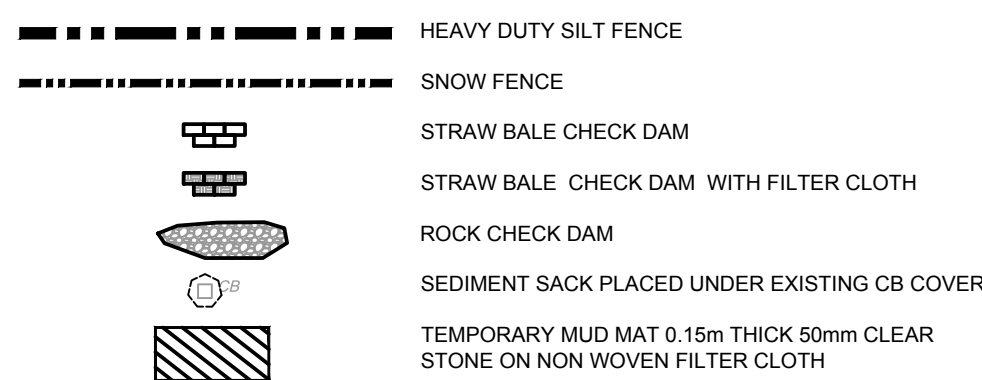 HEAVY DUTY SILT FENCE
SNOW FENCE
STRAW BALE CHECK DAM
STRAW BALE CHECK DAM WITH FILTER CLOTH
ROCK CHECK DAM
CB
SEDIMENT SACK PLACED UNDER EXISTING CB COVER
TEMPORARY MUD MAT 0.15m THICK 50mm CLEAR
STONE ON NON WOVEN FILTER CLOTH